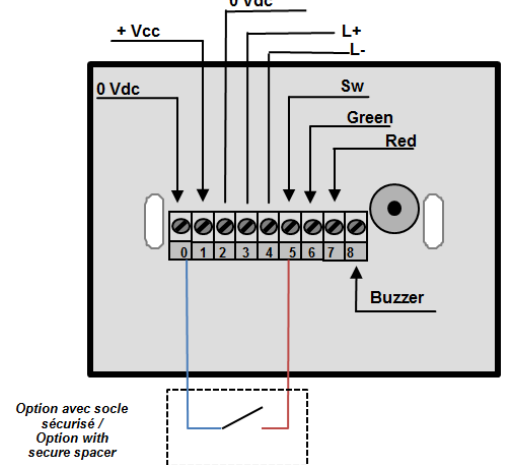 0 Vdc
+ Vcc
L+
L-
0 Vdc
Sw
Green
Red
0 1 2 3 4 5 6 7 8
Buzzer
Option avec socle
sécurisé /
Option with
secure spacer